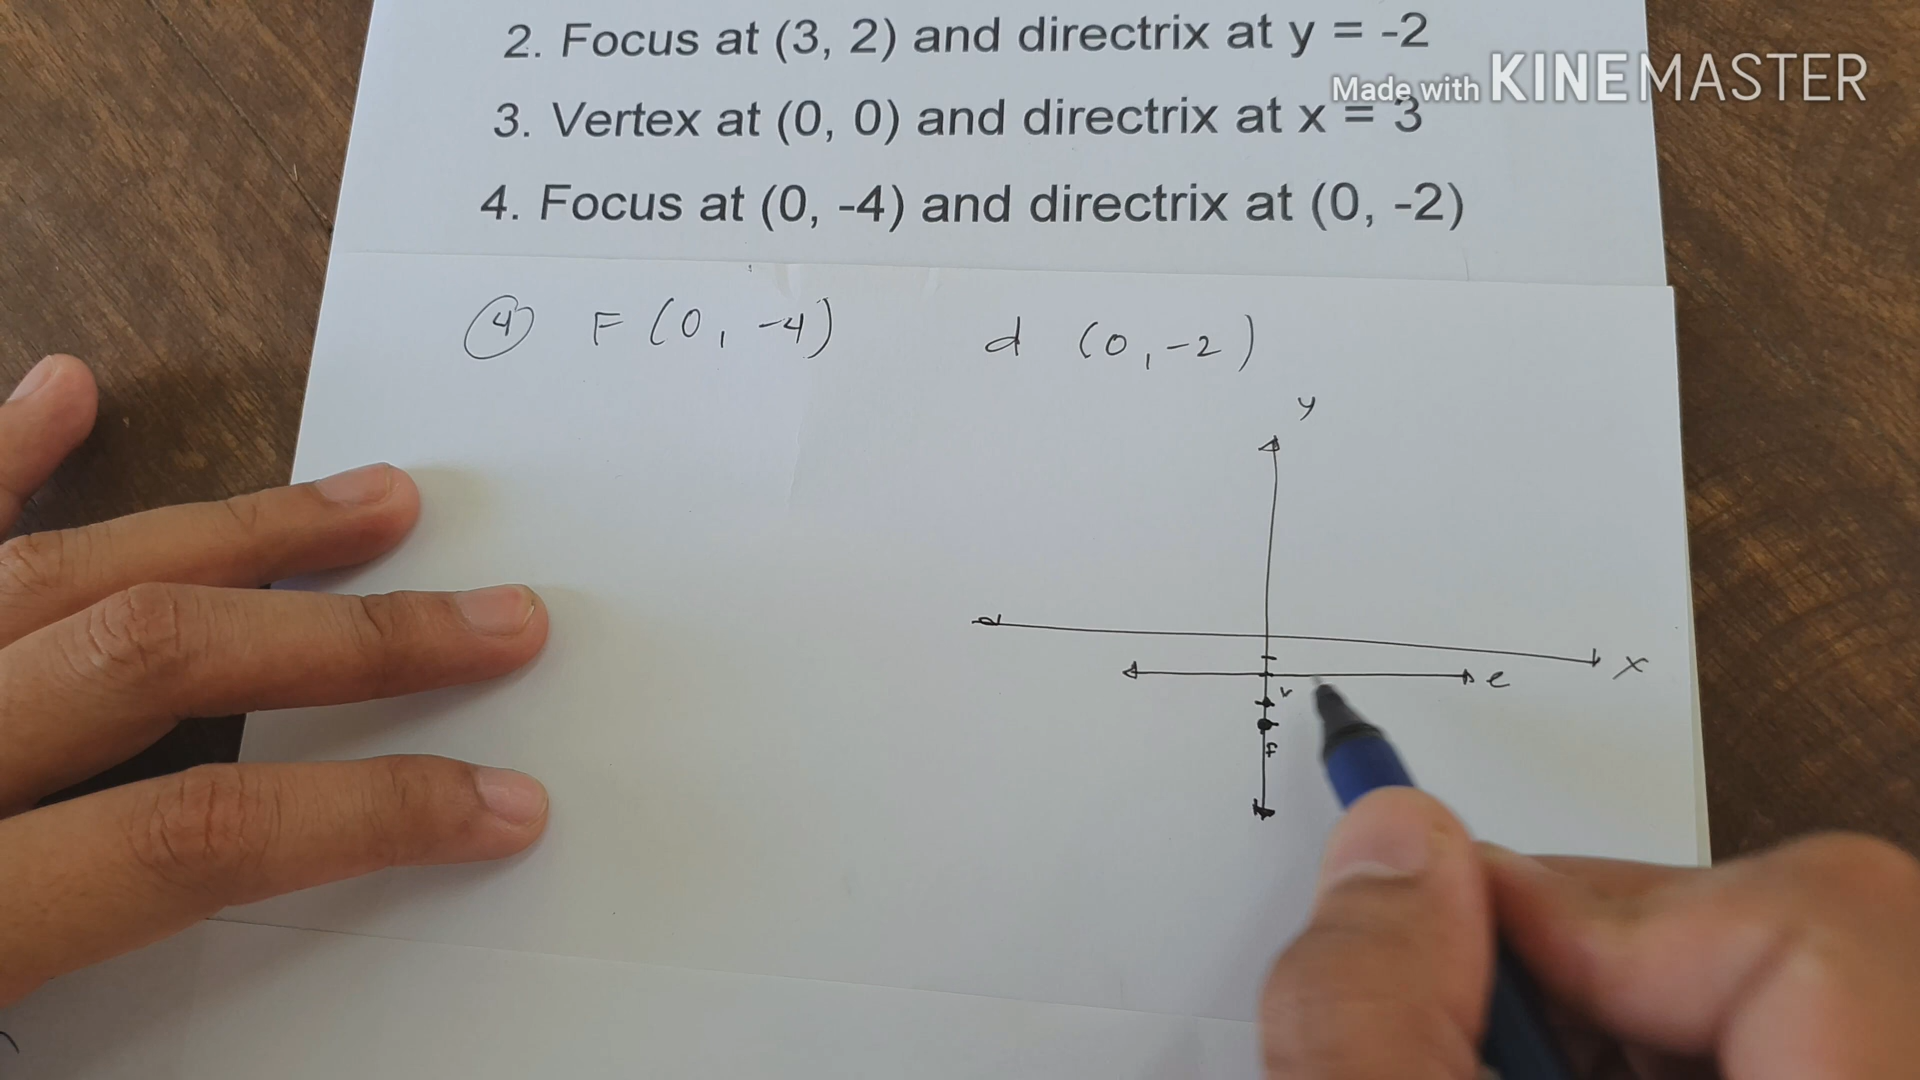 2. Focus at (3, 2) and directrix at y = -2
Made with KINEMASTER
3. Vertex at (0, 0) and directrix at x = 3
4. Focus at (0, -4) and directrix at (0, -2)
4 F (0, -4) d (0, -2)
y
x
l
v
F